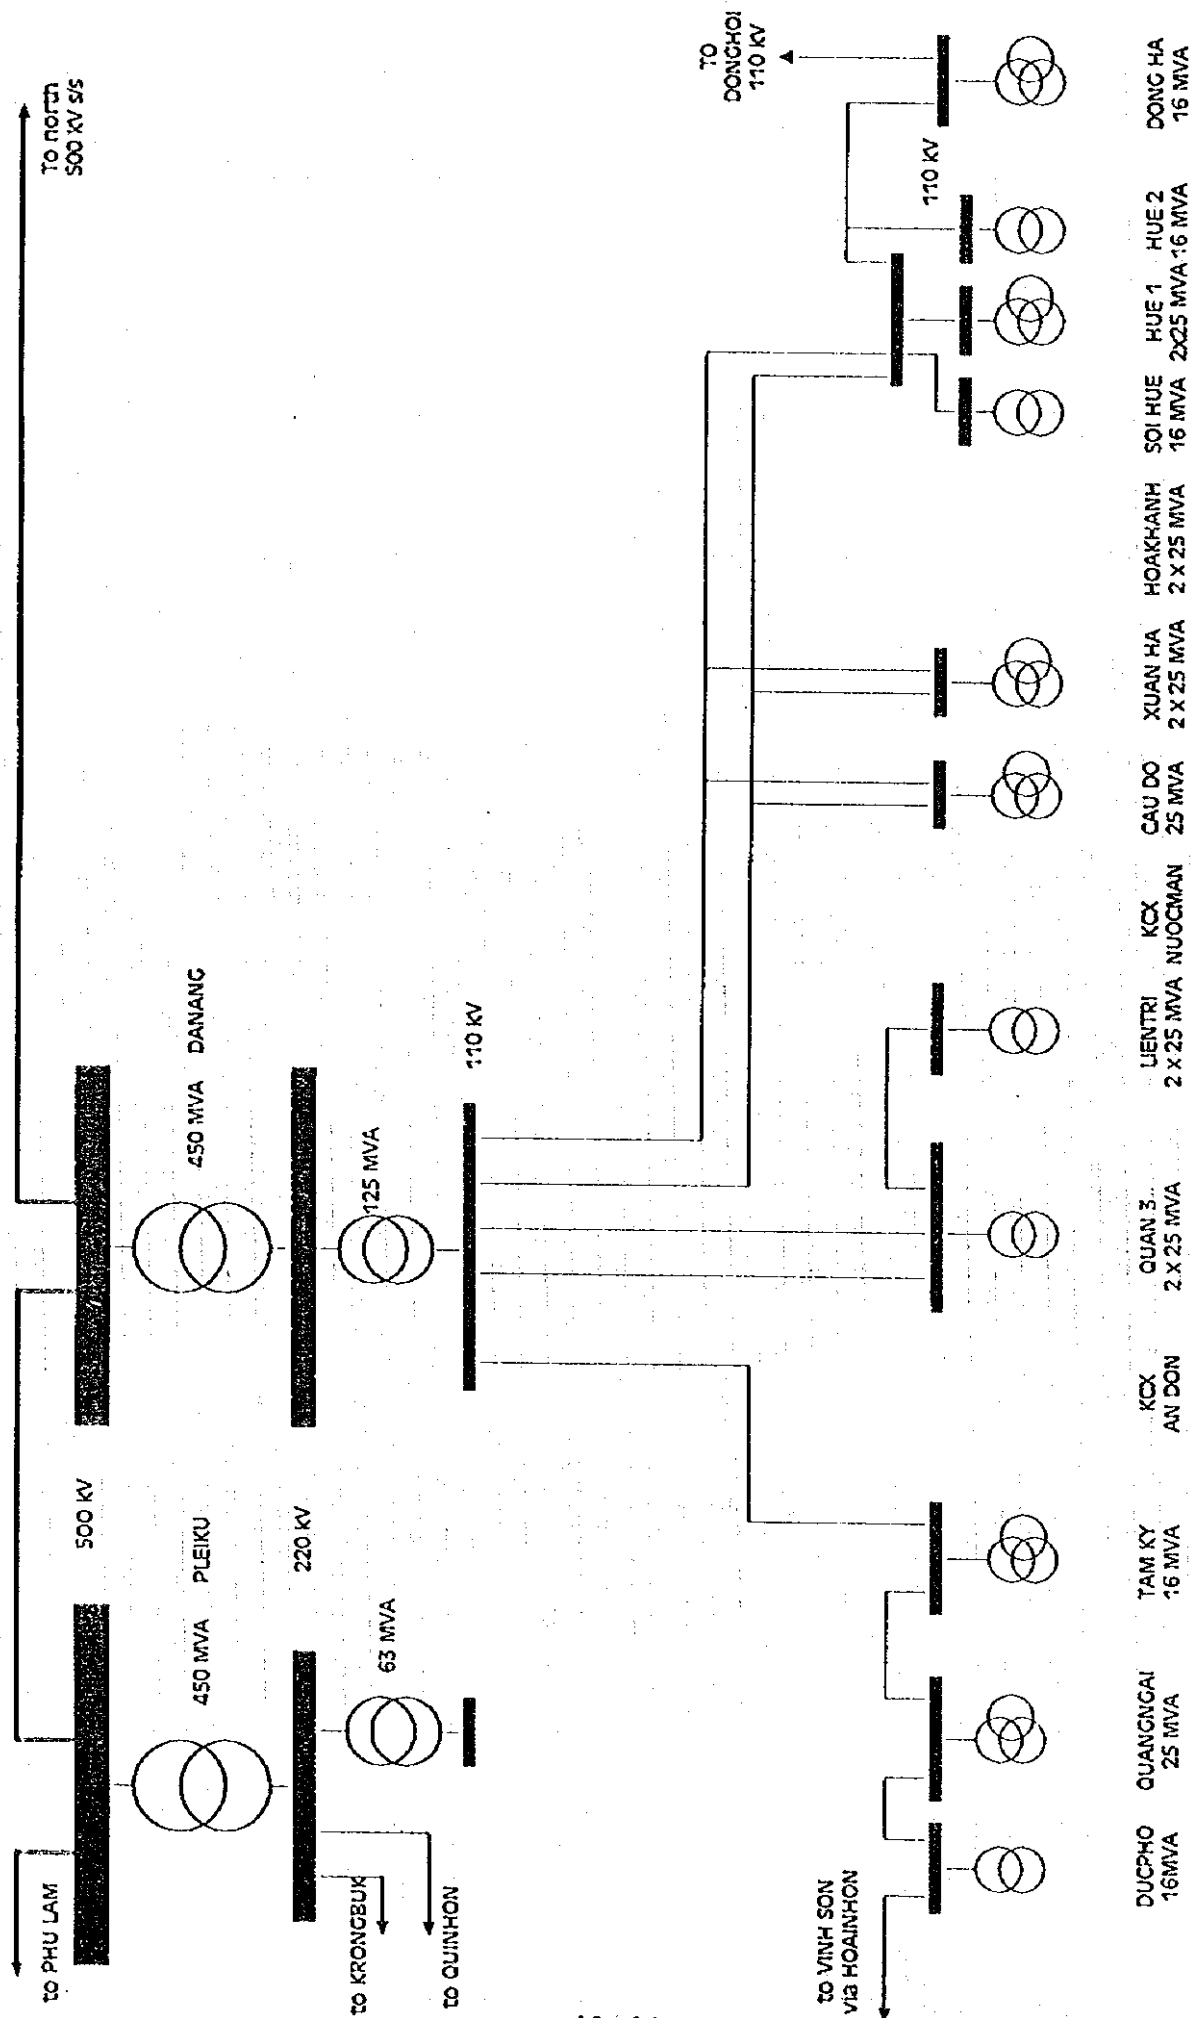 to PHU LAM
500 KV
To north
500 KV s/s
450 MVA PLEIKU
450 MVA DANANG
220 KV
to KRONGBUK
to QUINHON
63 MVA
125 MVA
110 KV
TO
DONGHOI
110 KV
110 KV
to VINH SON
via HOAINHON
DUCPHO
16MVA
QUANGNGAI
25 MVA
TAM KY
16 MVA
KCX
AN DON
QUAN 3
2 X 25 MVA
LIENTRI
2 X 25 MVA
KCX
NUOCMAN
CAU DO
25 MVA
XUAN HA
2 X 25 MVA
HOAKHANH
2 X 25 MVA
SOI HUE
16 MVA
HUE 1
2x25 MVA
HUE 2
16 MVA
DONG HA
16 MVA